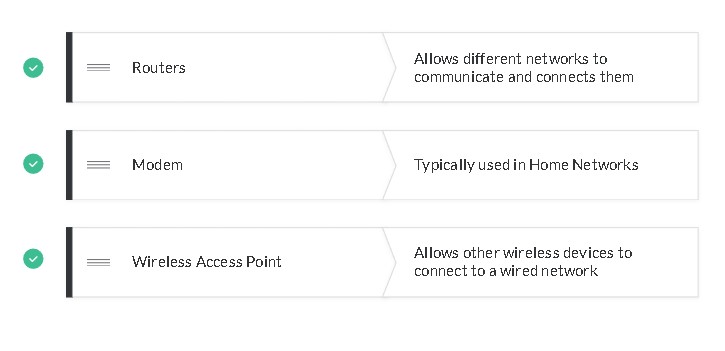 Routers
Allows different networks to
communicate and connects them
Modem
Typically used in Home Networks
Wireless Access Point
Allows other wireless devices to
connect to a wired network